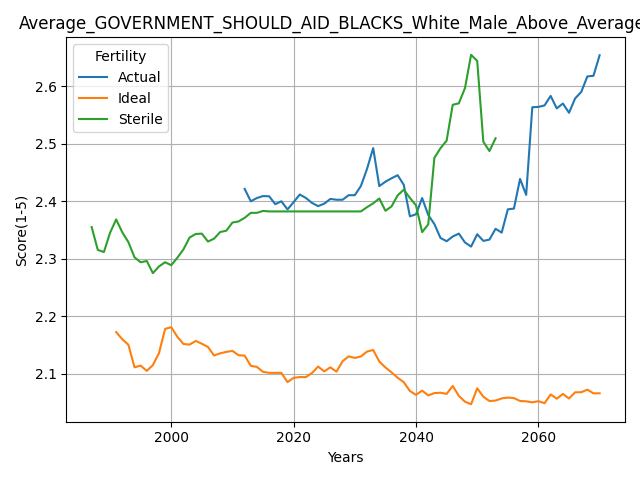 Average_GOVERNMENT_SHOULD_AID_BLACKS_White_Male_Above_Average
Fertility
Actual
Ideal
Sterile
Score(1-5)
2.6
2.5
2.4
2.3
2.2
2.1
2000 2020 2040 2060
Years